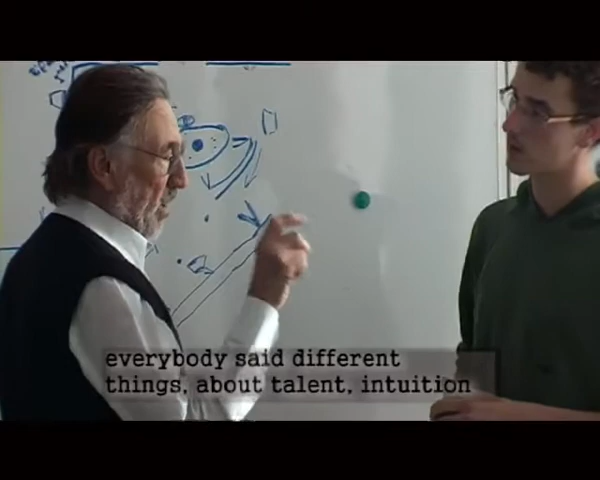 everybody said different
things, about talent, intuition